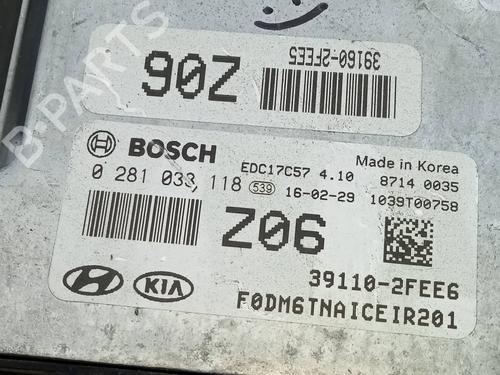 39160-2FEE5
90Z
BOSCH
EDC17C57 4.10
Made in Korea
0 281 033 118
539
16-02-29
8714 0035
1039T00758
Z06
39110-2FEE6
KIA
F0DM6TNAICEIR201
B-PARTS